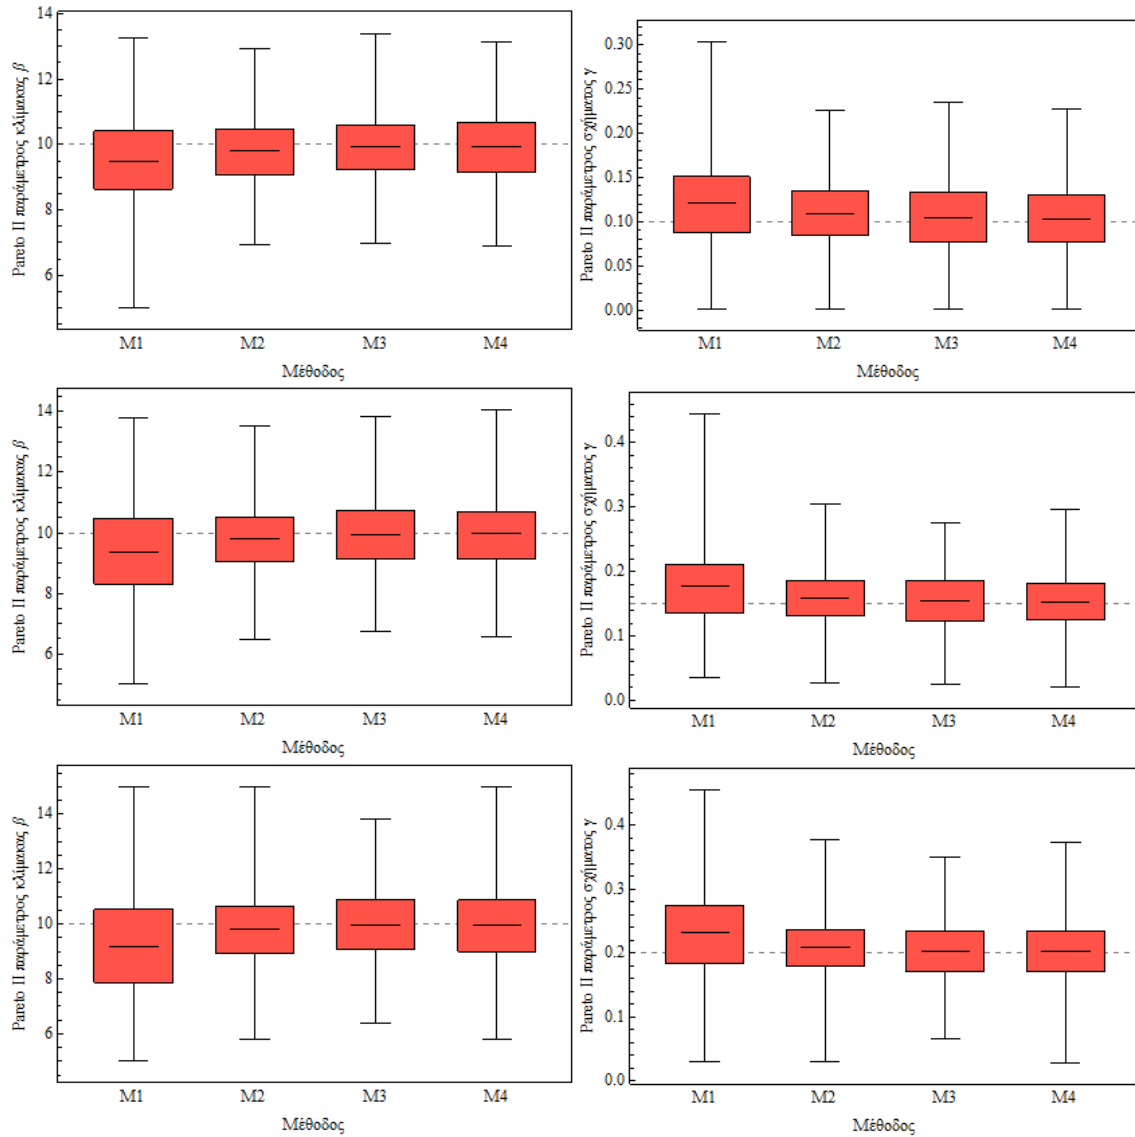 Pareto II παράμετρος κλίμακας β
14
12
10
8
6
M1 M2 M3 M4
Μέθοδος
Pareto II παράμετρος σχήματος γ
0.30
0.25
0.20
0.15
0.10
0.05
0.00
M1 M2 M3 M4
Μέθοδος
Pareto II παράμετρος κλίμακας β
14
12
10
8
6
M1 M2 M3 M4
Μέθοδος
Pareto II παράμετρος σχήματος γ
0.4
0.3
0.2
0.1
0.0
M1 M2 M3 M4
Μέθοδος
Pareto II παράμετρος κλίμακας β
14
12
10
8
6
M1 M2 M3 M4
Μέθοδος
Pareto II παράμετρος σχήματος γ
0.4
0.3
0.2
0.1
0.0
M1 M2 M3 M4
Μέθοδος